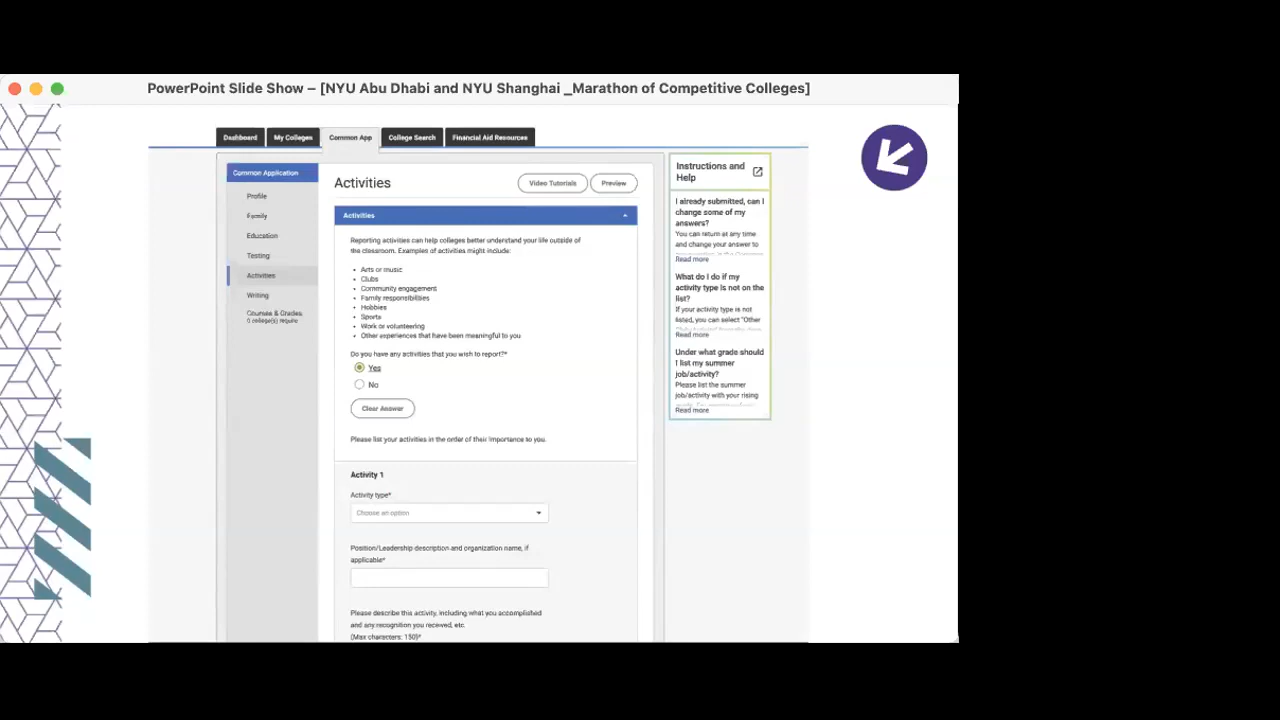 PowerPoint Slide Show – [NYU Abu Dhabi and NYU Shanghai _Marathon of Competitive Colleges]
Dashboard
My Colleges
Common App
College Search
Financial Aid Resources
Common Application
Profile
Family
Education
Testing
Activities
Writing
Courses & Grades
Activities
Video Tutorials
Preview
Activities
Reporting activities can help colleges better understand your life outside of
the classroom. Examples of activities might include:
• Arts or music
• Clubs
• Community engagement
• Family responsibilities
• Hobbies
• Sports
• Work or volunteering
• Other experiences that have been meaningful to you
Do you have any activities that you wish to report?*
Yes
No
Clear Answer
Please list your activities in the order of their importance to you.
Activity 1
Activity type*
Choose an option
Position/Leadership description and organization name, if
applicable*
Please describe this activity, including what you accomplished
and any recognition you received, etc.
(Max characters: 150)*
Instructions and
Help
I already submitted, can I
change some of my
answers?
You can return at any time
and change your answer to
Read more
What do I do if my
activity type is not on the
list?
If your activity type is not
listed, you can select "Other
Read more
Under what grade should
I list my summer
job/activity?
Please list the summer
job/activity with your rising
Read more